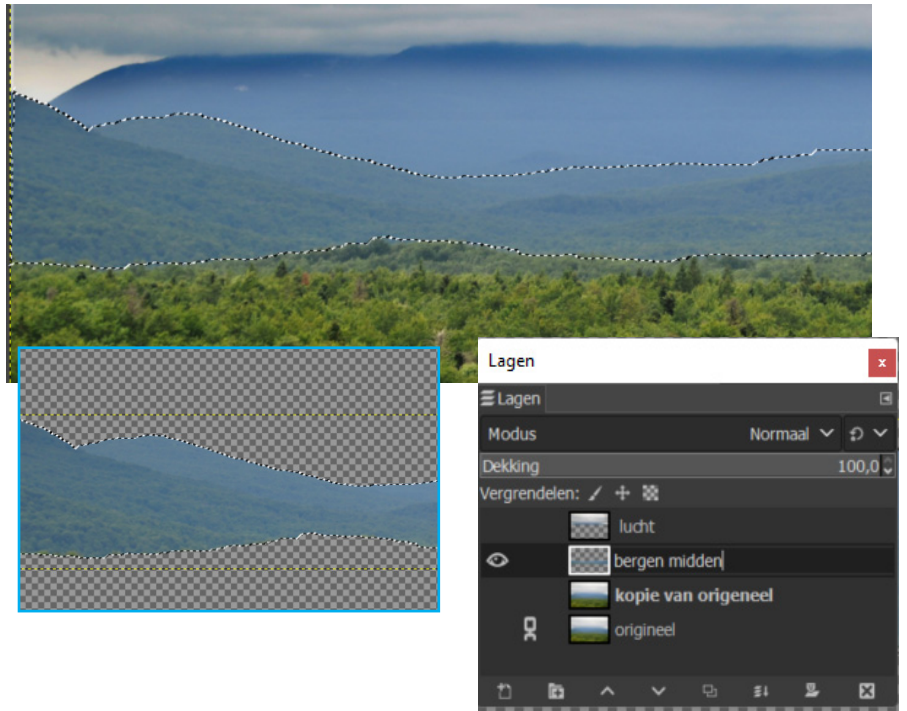 Lagen
x
Lagen
Modus Normaal
Dekking 100,0
Vergrendelen:
lucht
bergen midden
kopie van origeneel
origineel